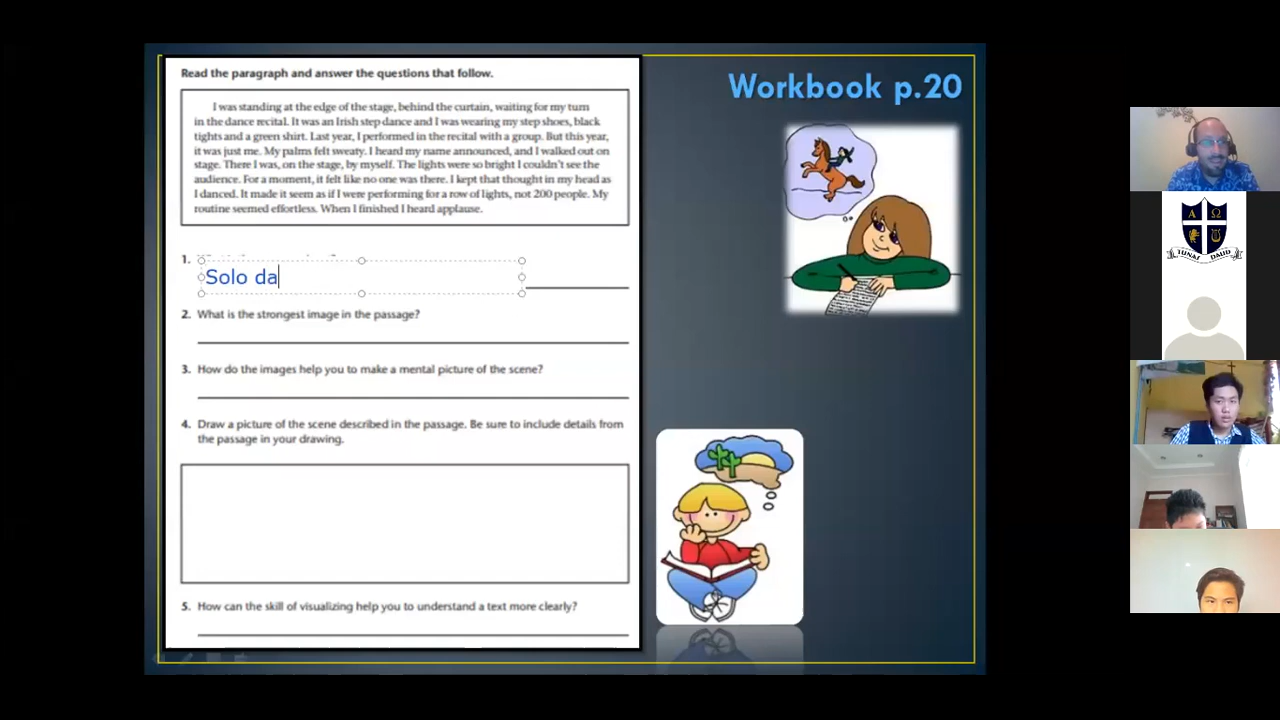 Read the paragraph and answer the questions that follow.
I was standing at the edge of the stage, behind the curtain, waiting for my turn
in the dance recital. It was an Irish step dance and I was wearing my step shoes, black
tights and a green shirt. Last year, I performed in the recital with a group. But this year,
it was just me. My palms felt sweaty. I heard my name announced, and I walked out on
stage. There I was, on the stage, by myself. The lights were so bright I couldn't see the
audience. For a moment, it felt like no one was there. I kept that thought in my head as
I danced. It made it seem as if I were performing for a row of lights, not 200 people. My
routine seemed effortless. When I finished I heard applause.
1.
Solo da
2. What is the strongest image in the passage?
3. How do the images help you to make a mental picture of the scene?
4. Draw a picture of the scene described in the passage. Be sure to include details from
the passage in your drawing.
5. How can the skill of visualizing help you to understand a text more clearly?
Workbook p.20
A Ω
TUNAS DAUD